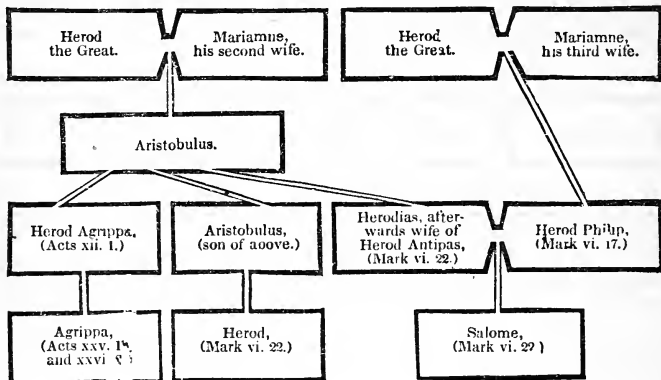 Herod
the Great.
Mariamne,
his second wife.
Herod
the Great.
Mariamne,
his third wife.
Aristobulus.
Herod Agrippa,
(Acts xii. 1.)
Aristobulus,
(son of aoove.)
Herodias, after-
wards wife of
Herod Antipas,
(Mark vi. 22.)
Herod Philip,
(Mark vi. 17.)
Agrippa,
(Acts xxv.
and xxvi
Herod,
(Mark vi. 22.)
Salome,
(Mark vi.